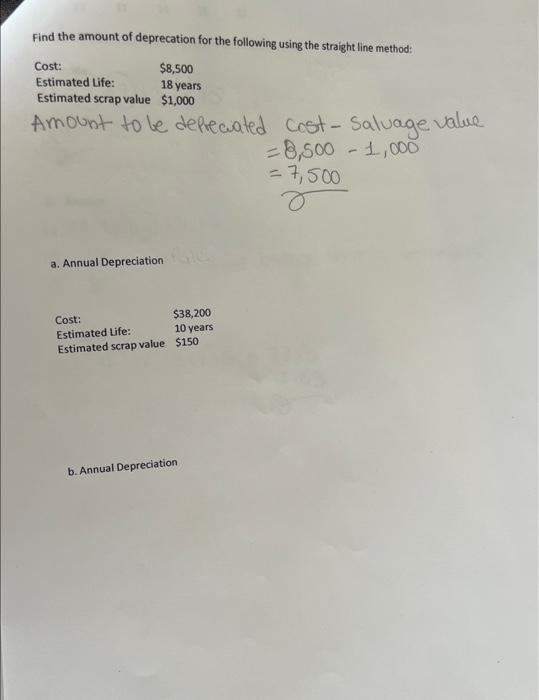 Find the amount of deprecation for the following using the straight line method:
Cost: $8,500
Estimated Life: 18 years
Estimated scrap value $1,000
Amount to be depreciated Cost - Salvage value
= 8,500 - 1,000
= 7,500
a. Annual Depreciation
Cost: $38,200
Estimated Life: 10 years
Estimated scrap value $150
b. Annual Depreciation